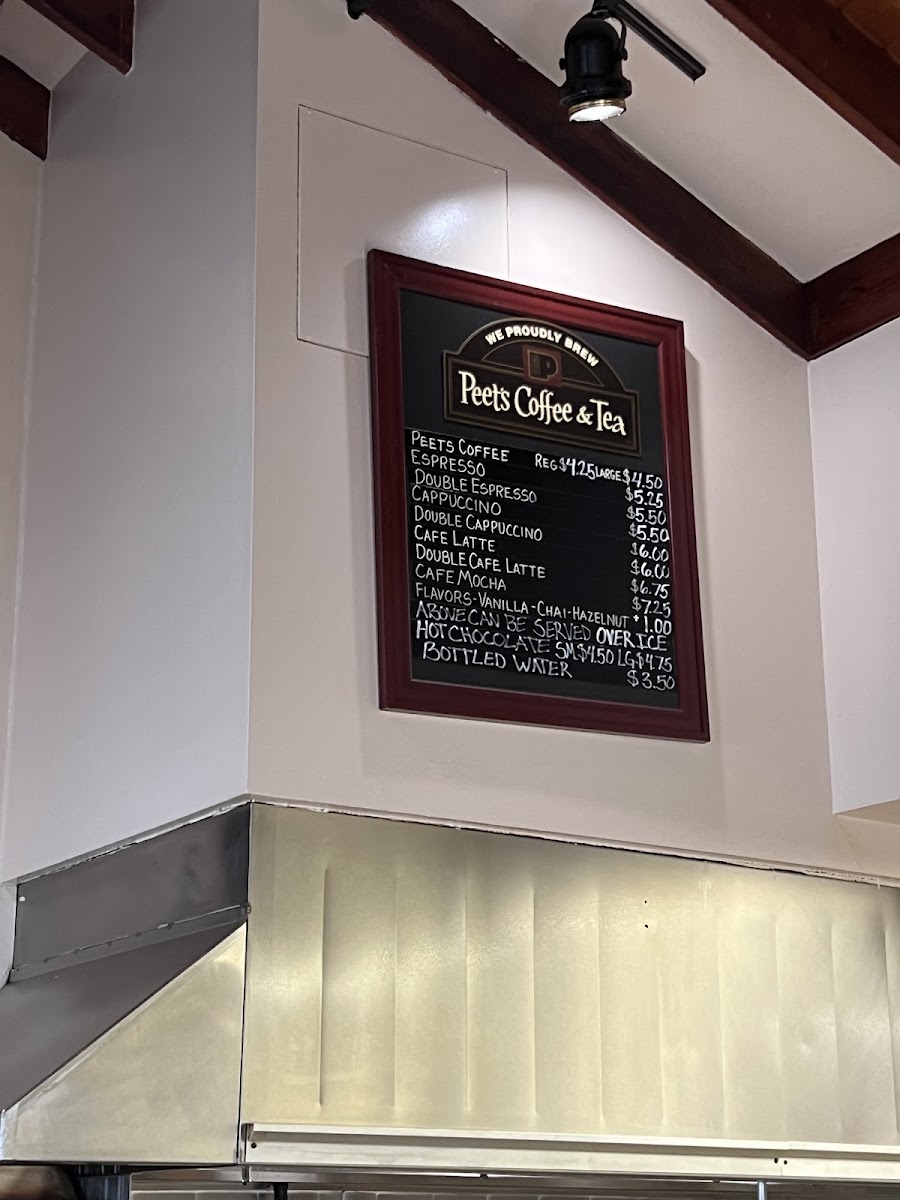 WE PROUDLY BREW
P
Peet's Coffee & Tea
PEETS COFFEE REG $4.25 LARGE $4.50
ESPRESSO $5.25
DOUBLE ESPRESSO $5.50
CAPPUCCINO $5.50
DOUBLE CAPPUCCINO $6.00
CAFE LATTE $6.00
DOUBLE CAFE LATTE $6.75
CAFE MOCHA $7.25
FLAVORS-VANILLA-CHAI-HAZELNUT +1.00
ABOVE CAN BE SERVED OVER ICE
HOT CHOCOLATE SM.$4.50 LG$4.75
BOTTLED WATER $3.50